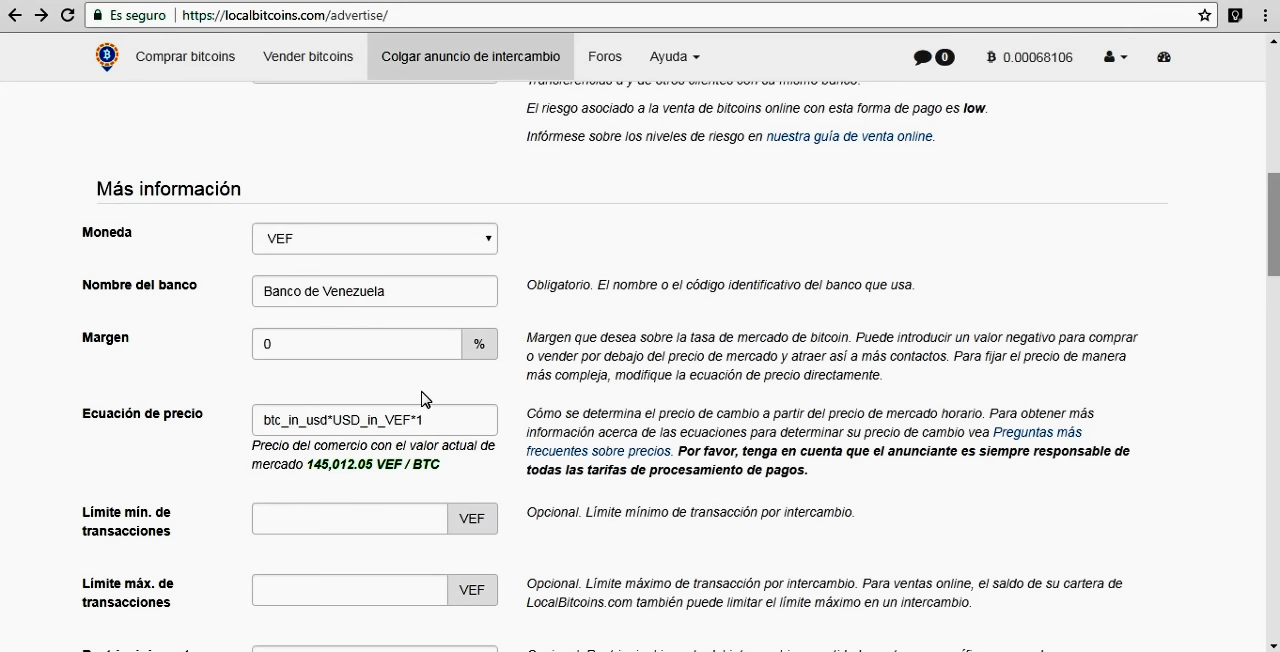 Es seguro | https://localbitcoins.com/advertise/
Comprar bitcoins Vender bitcoins Colgar anuncio de intercambio Foros Ayuda 0 0.00068106
Transferencias a y de otros clientes con su mismo banco.
El riesgo asociado a la venta de bitcoins online con esta forma de pago es low.
Infórmese sobre los niveles de riesgo en nuestra guía de venta online.
Más información
Moneda VEF
Nombre del banco Banco de Venezuela Obligatorio. El nombre o el código identificativo del banco que usa.
Margen 0 % Margen que desea sobre la tasa de mercado de bitcoin. Puede introducir un valor negativo para comprar
o vender por debajo del precio de mercado y atraer así a más contactos. Para fijar el precio de manera
más compleja, modifique la ecuación de precio directamente.
Ecuación de precio btc_in_usd*USD_in_VEF*1 Cómo se determina el precio de cambio a partir del precio de mercado horario. Para obtener más
Precio del comercio con el valor actual de información acerca de las ecuaciones para determinar su precio de cambio vea Preguntas más
mercado 145,012.05 VEF / BTC frecuentes sobre precios. Por favor, tenga en cuenta que el anunciante es siempre responsable de
todas las tarifas de procesamiento de pagos.
Límite mín. de
transacciones VEF Opcional. Límite mínimo de transacción por intercambio.
Límite máx. de
transacciones VEF Opcional. Límite máximo de transacción por intercambio. Para ventas online, el saldo de su cartera de
LocalBitcoins.com también puede limitar el límite máximo en un intercambio.